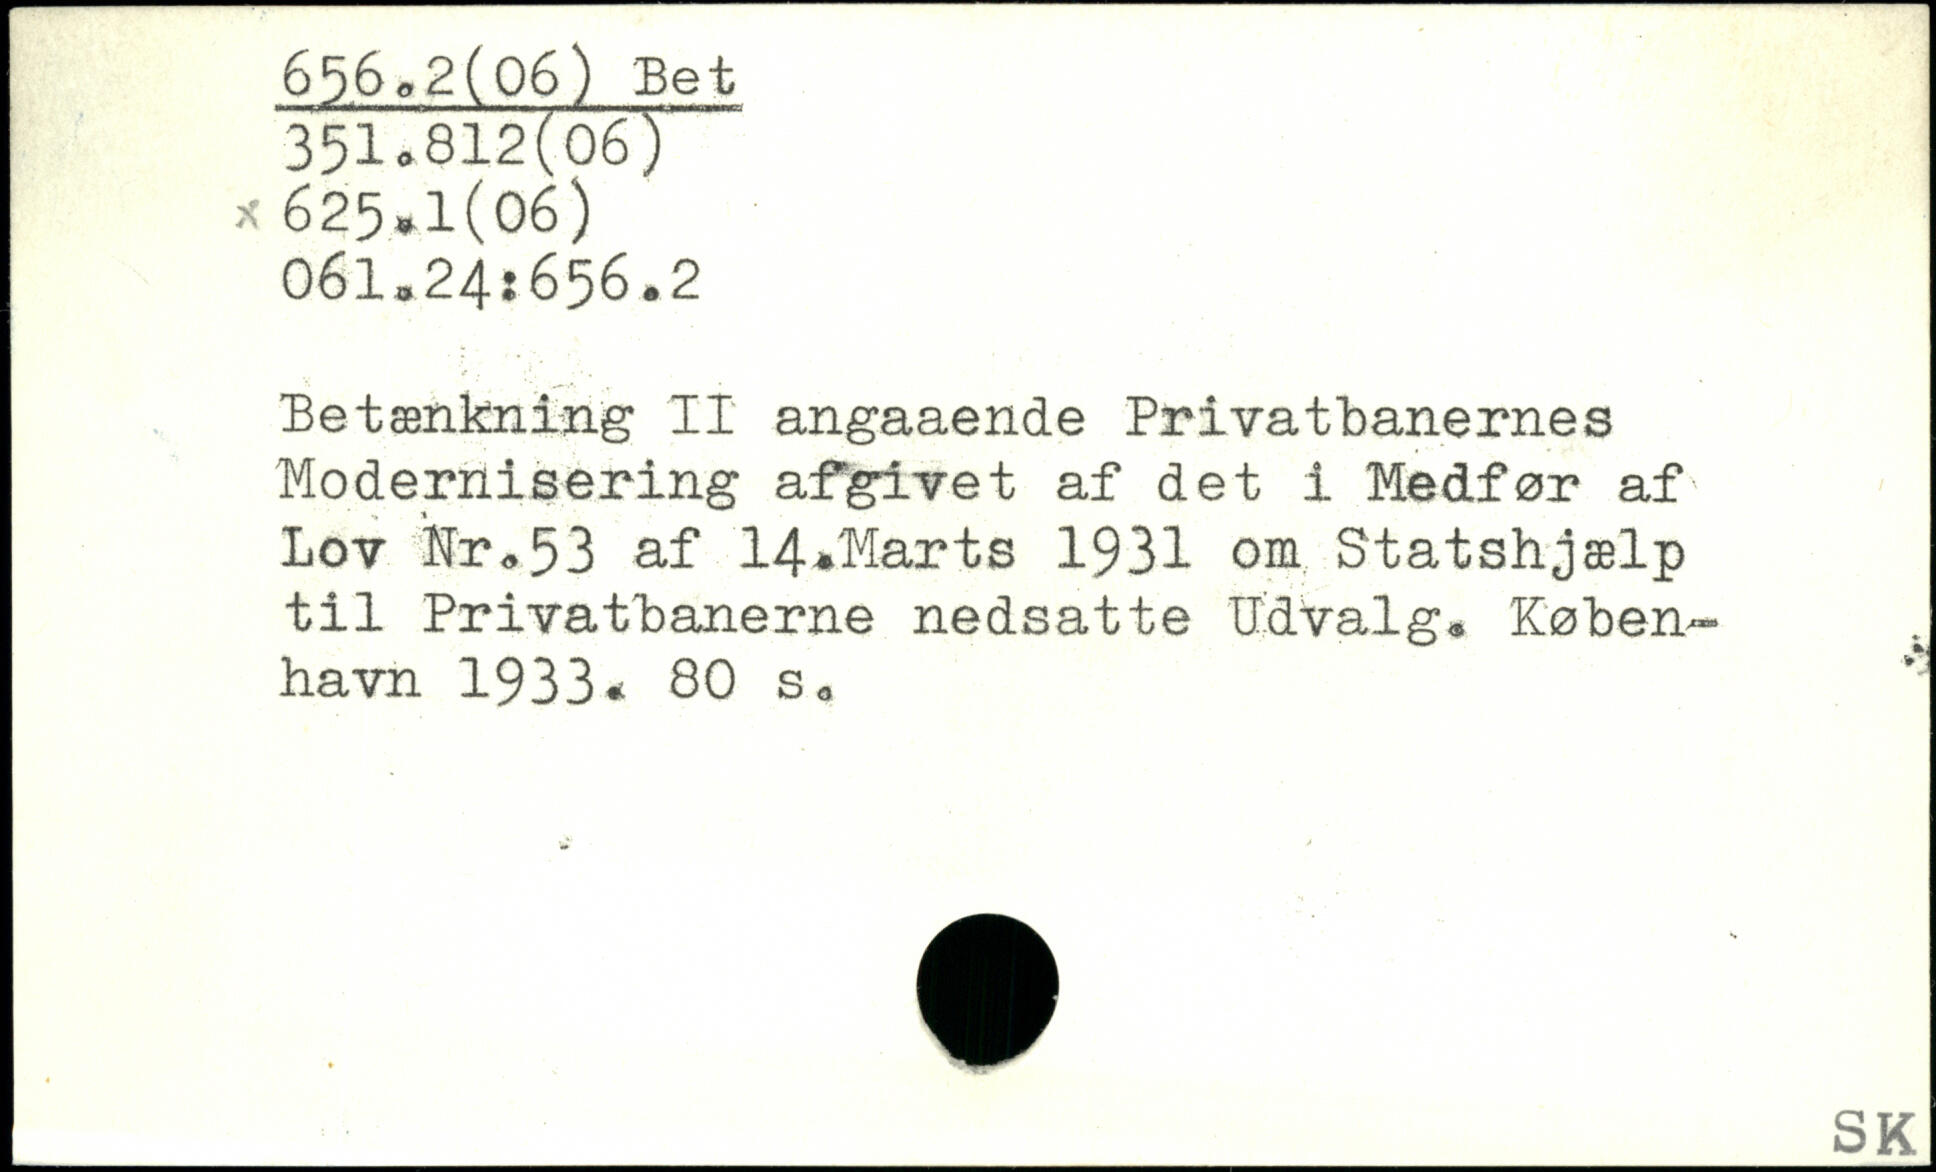 656.2(06) Bet
351.812(06)
x 625.1(06)
061.24:656.2
Betænkning II angaaende Privatbanernes
Modernisering afgivet af det i Medfør af
Lov Nr.53 af 14.Marts 1931 om Statshjælp
til Privatbanerne nedsatte Udvalg. Køben-
havn 1933. 80 s.
SK